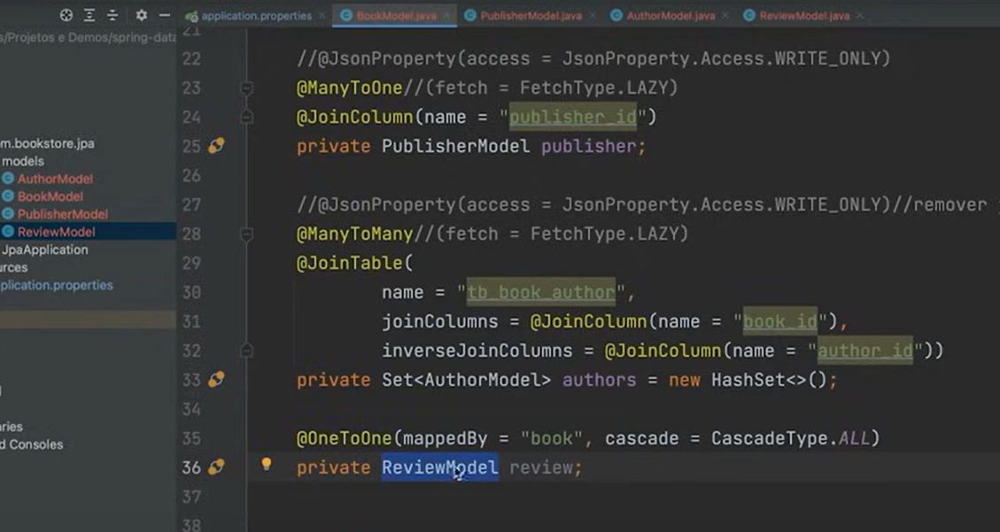 application.properties
BookModel.java
PublisherModel.java
AuthorModel.java
ReviewModel.java
s/Projetos e Demos/spring-data
m.bookstore.jpa
models
AuthorModel
BookModel
PublisherModel
ReviewModel
JpaApplication
urces
plication.properties
ries
d Consoles
21
22 //@JsonProperty(access = JsonProperty.Access.WRITE_ONLY)
23 @ManyToOne//(fetch = FetchType.LAZY)
24 @JoinColumn(name = "publisher_id")
25 private PublisherModel publisher;
26
27 //@JsonProperty(access = JsonProperty.Access.WRITE_ONLY)//remover
28 @ManyToMany//(fetch = FetchType.LAZY)
29 @JoinTable(
30 name = "tb_book_author",
31 joinColumns = @JoinColumn(name = "book_id"),
32 inverseJoinColumns = @JoinColumn(name = "author_id"))
33 private Set<AuthorModel> authors = new HashSet<>();
34
35 @OneToOne(mappedBy = "book", cascade = CascadeType.ALL)
36 private ReviewModel review;
37
38